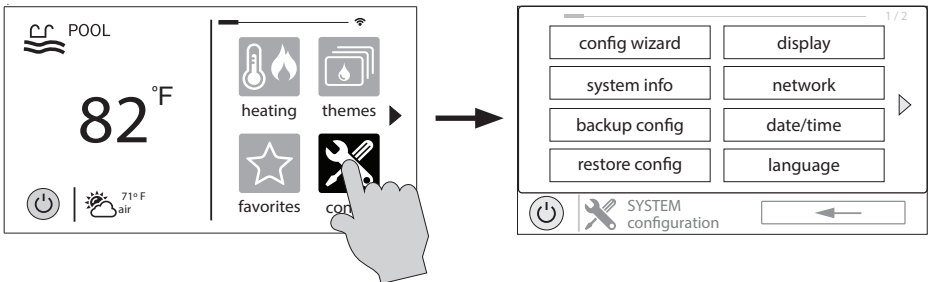 POOL
82°F
71º F
air
heating
themes
favorites
1 / 2
config wizard
display
system info
network
backup config
date/time
restore config
language
SYSTEM
configuration